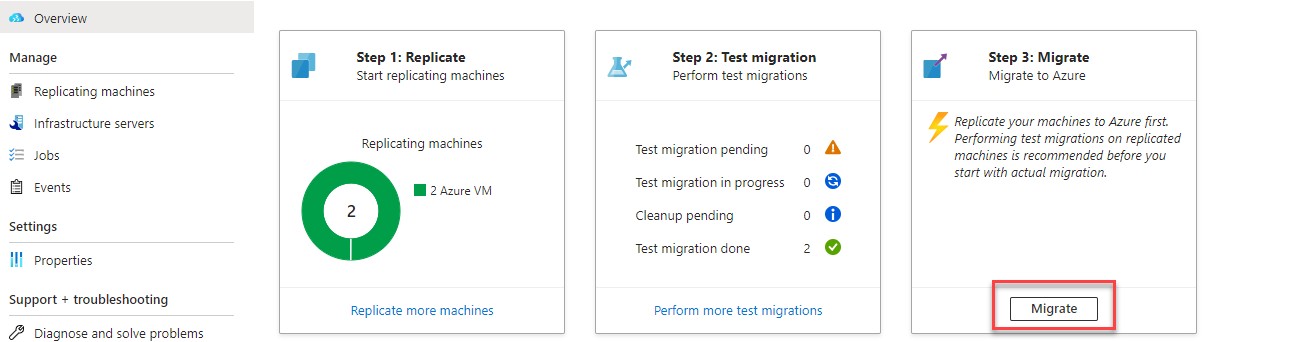 Overview
Manage
Replicating machines
Infrastructure servers
Jobs
Events
Settings
Properties
Support + troubleshooting
Diagnose and solve problems
Step 1: Replicate
Start replicating machines
Replicating machines
2
2 Azure VM
Replicate more machines
Step 2: Test migration
Perform test migrations
Test migration pending 0
Test migration in progress 0
Cleanup pending 0
Test migration done 2
Perform more test migrations
Step 3: Migrate
Migrate to Azure
Replicate your machines to Azure first.
Performing test migrations on replicated
machines is recommended before you
start with actual migration.
Migrate